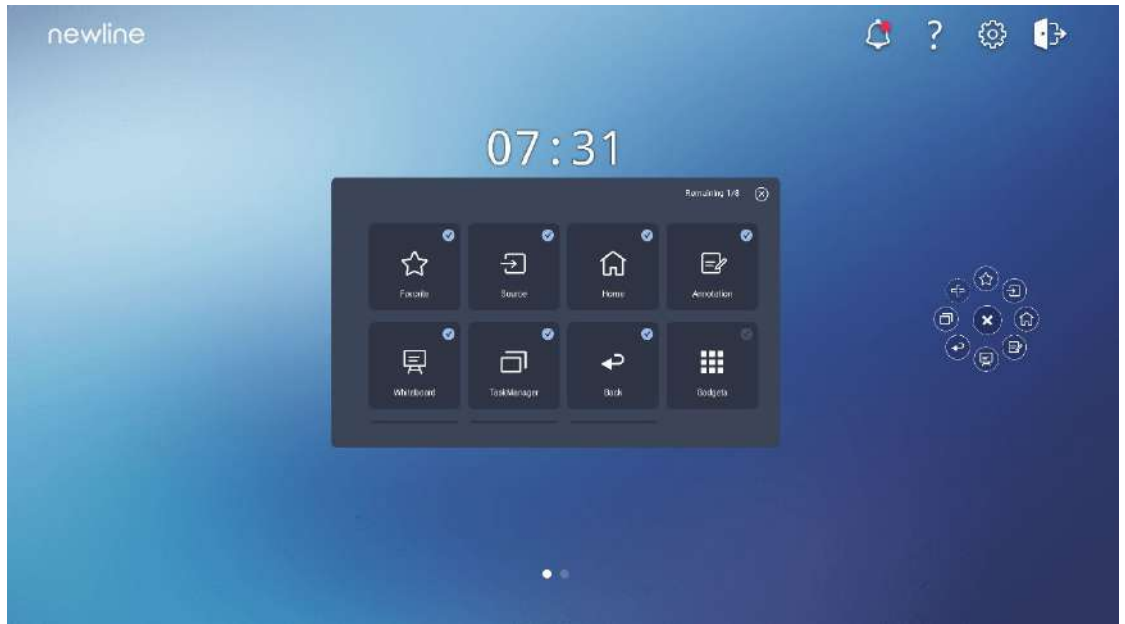 newline
?
07:31
Remaining 1/8
Favorite
Source
Home
Annotation
Whiteboard
TaskManager
Back
Gadgets